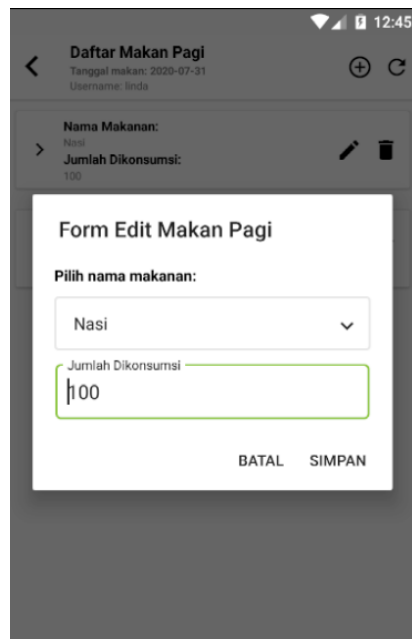 12:45
Daftar Makan Pagi
Tanggal makan: 2020-07-31
Username: linda
Nama Makanan:
Nasi
Jumlah Dikonsumsi:
100
Form Edit Makan Pagi
Pilih nama makanan:
Nasi
Jumlah Dikonsumsi
100
BATAL SIMPAN